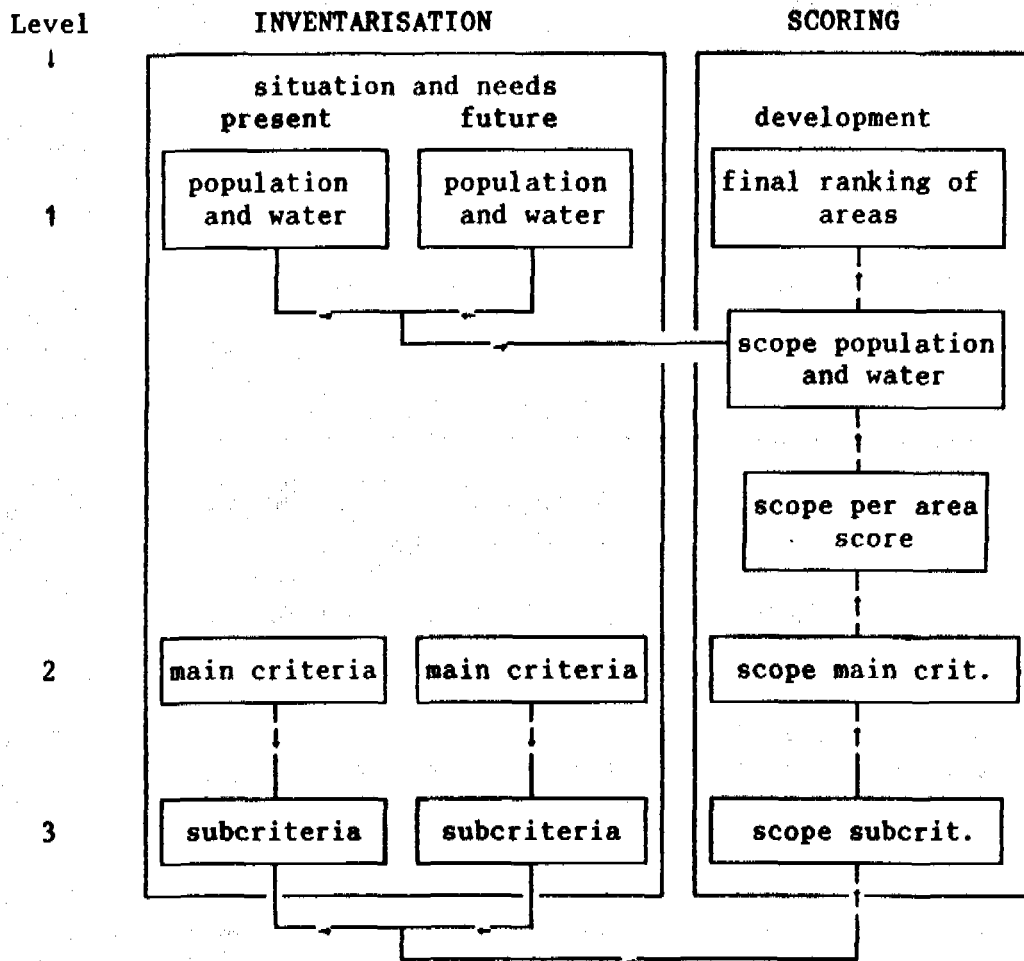 Level INVENTARISATION SCORING
situation and needs
present future development
population and water
population and water
final ranking of areas
1
scope population and water
scope per area score
2 main criteria main criteria scope main crit.
3 subcriteria subcriteria scope subcrit.